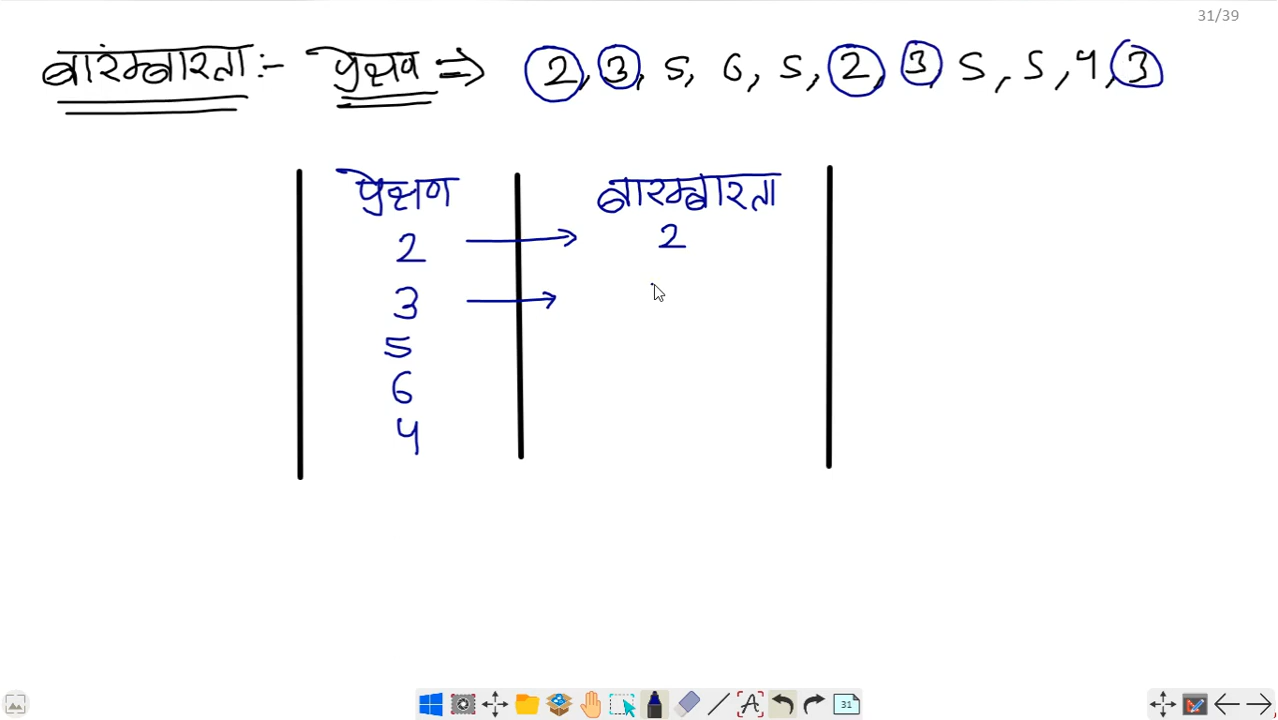 31/39
बारंम्बारता :- प्रेक्षण ⇒ 2, 3, 5, 6, 5, 2, 3 5, 5, 4, 3
प्रेक्षण बारम्बारता
2 → 2
3 →
5
6
4
31